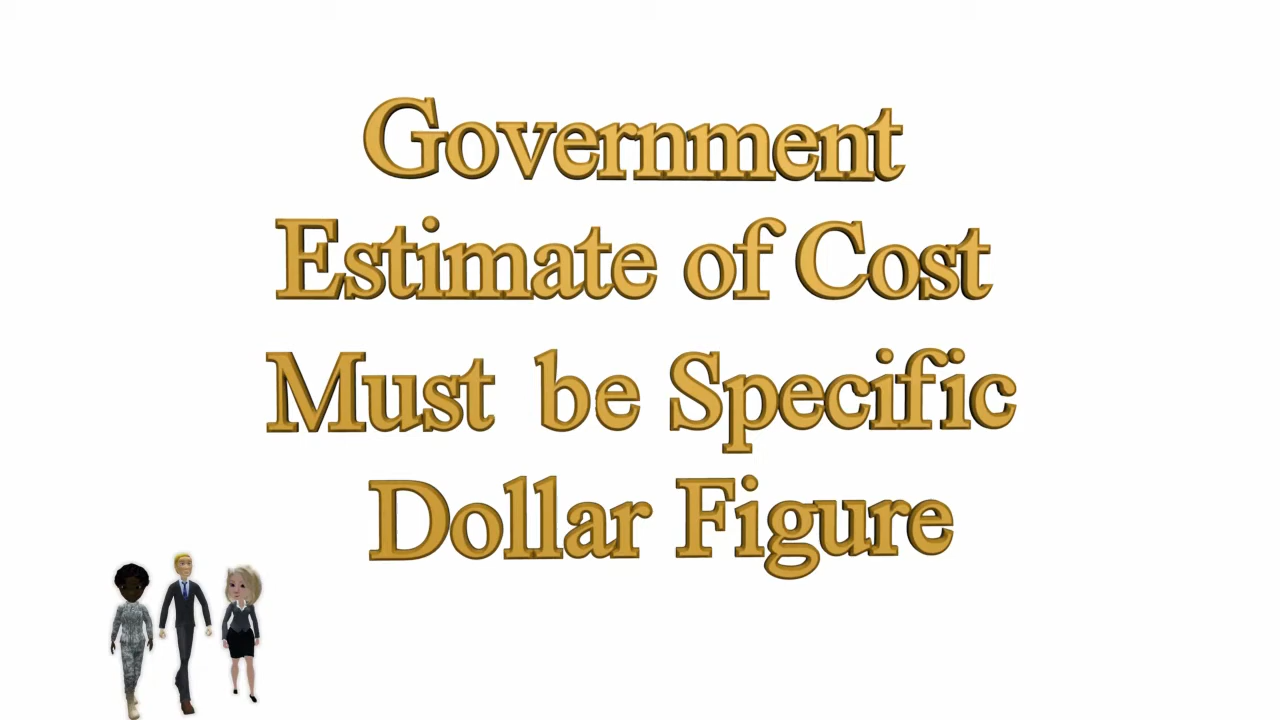 Government
Estimate of Cost
Must be Specific
Dollar Figure